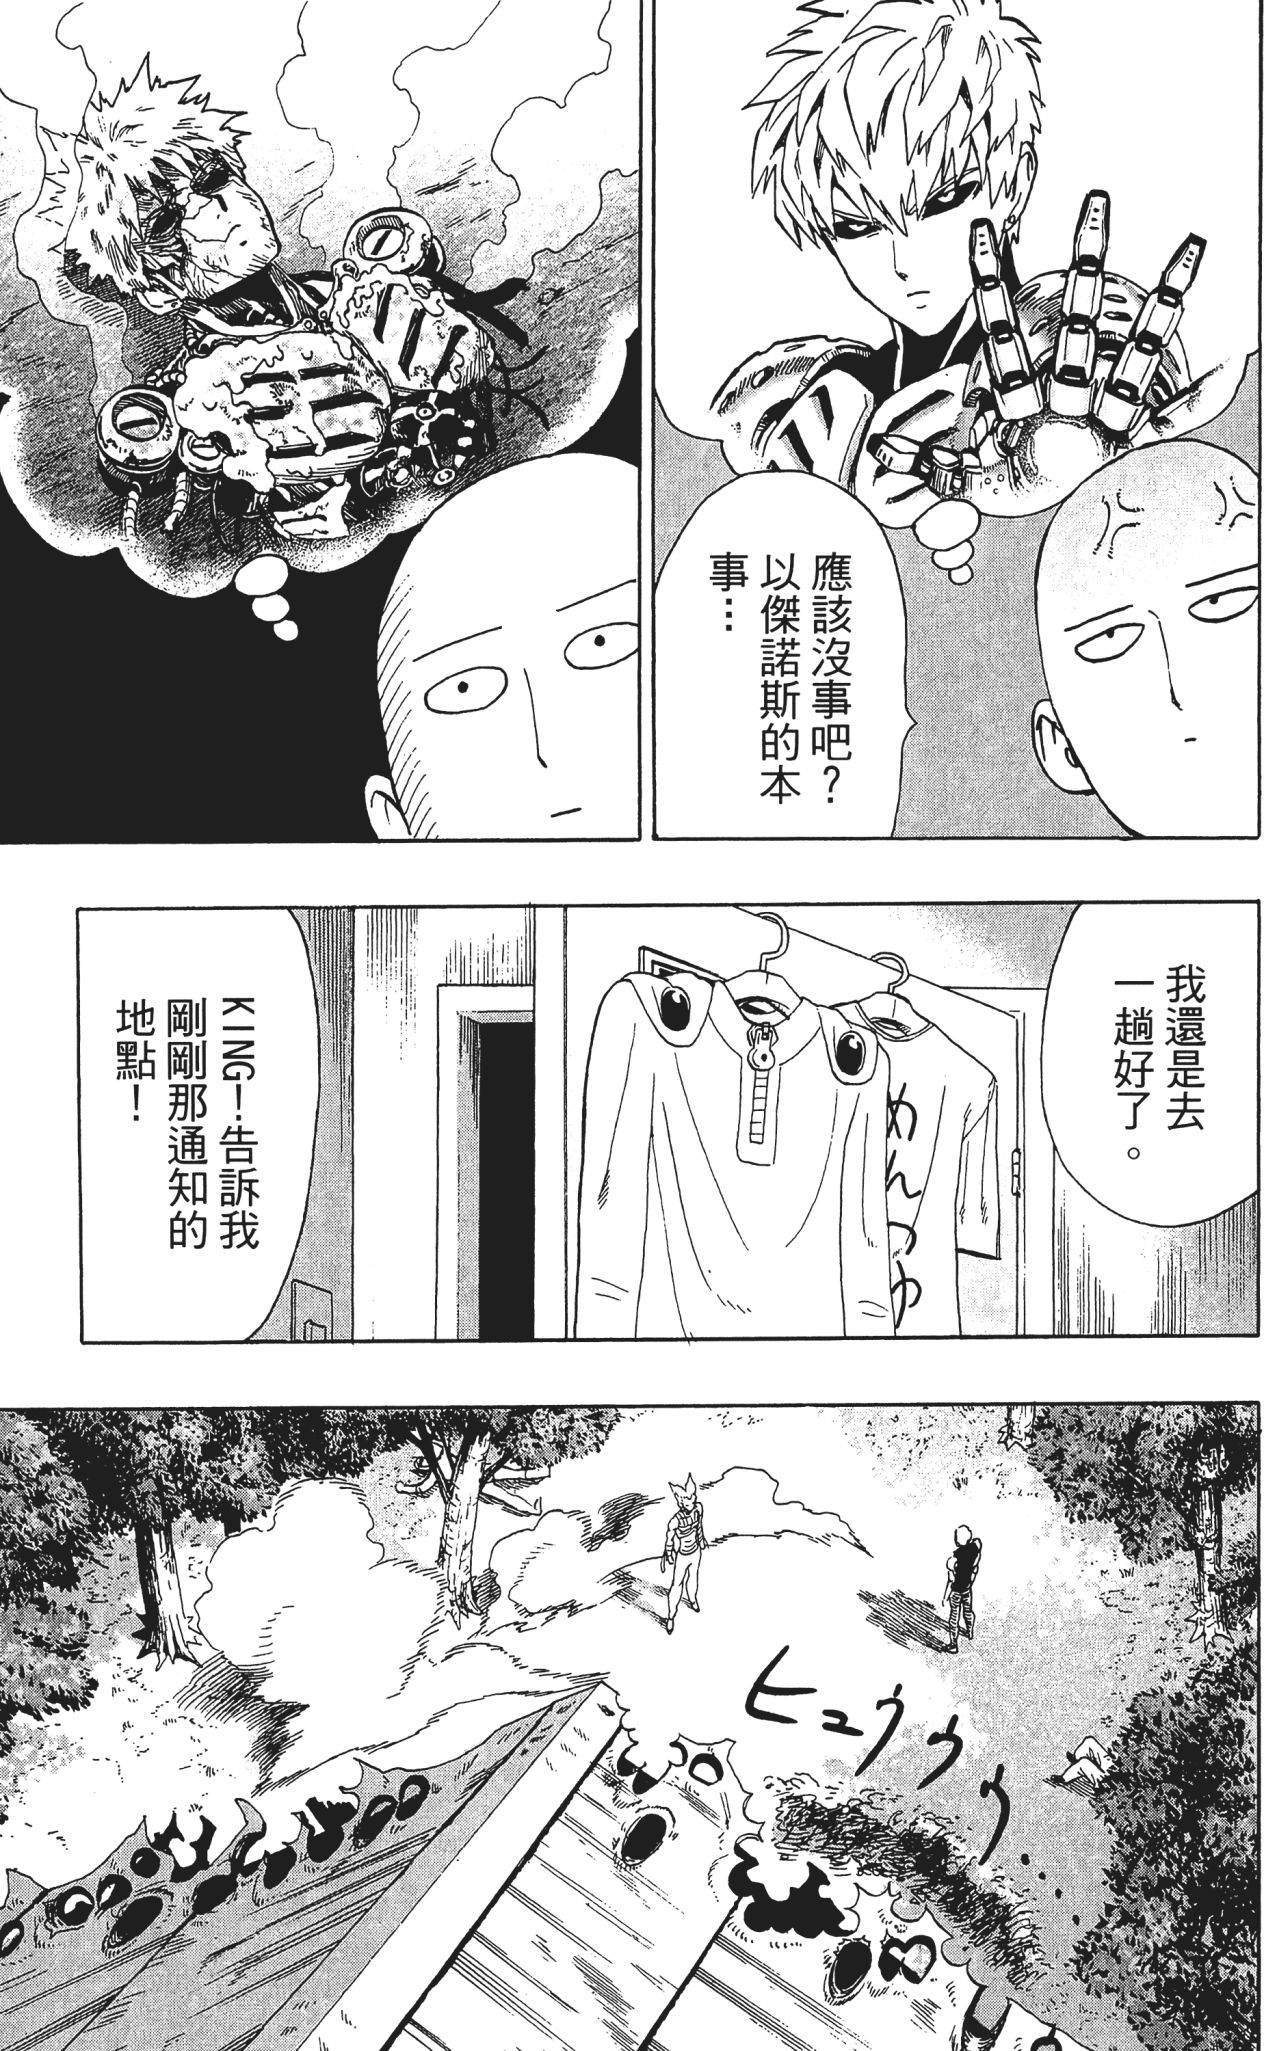 應該沒事吧？
以傑諾斯的本
事…
我還是去
一趟好了。
めんつゆ
KING！告訴我
剛剛那通知的
地點！
ヒュウウウ…